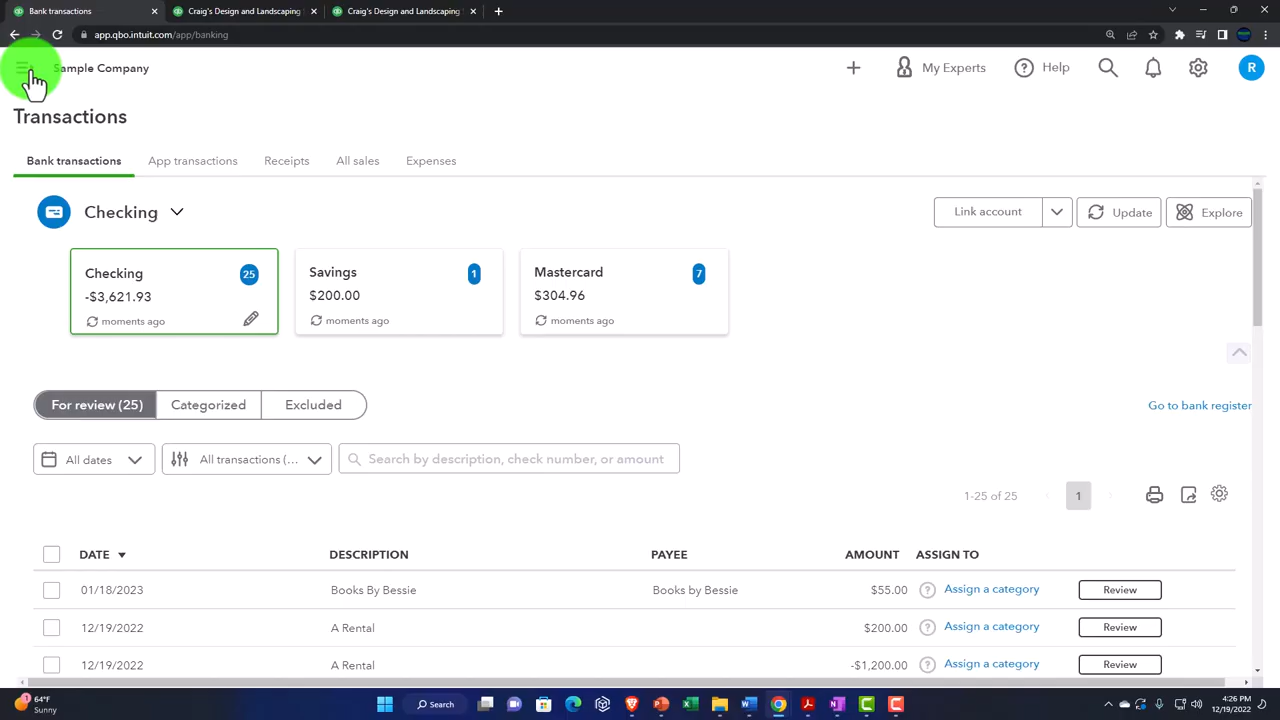 Bank transactions
Craig's Design and Landscaping
Craig's Design and Landscaping
app.qbo.intuit.com/app/banking
Sample Company
My Experts
Help
R
Transactions
Bank transactions App transactions Receipts All sales Expenses
Checking
Link account Update Explore
Checking 25
-$3,621.93
moments ago
Savings 1
$200.00
moments ago
Mastercard 7
$304.96
moments ago
For review (25) Categorized Excluded
Go to bank register
All dates All transactions (... Search by description, check number, or amount
1-25 of 25 1
DATE DESCRIPTION PAYEE AMOUNT ASSIGN TO
01/18/2023 Books By Bessie Books by Bessie $55.00 ? Assign a category Review
12/19/2022 A Rental $200.00 ? Assign a category Review
12/19/2022 A Rental -$1,200.00 ? Assign a category Review
64°F
Sunny
Search
4:26 PM
12/19/2022